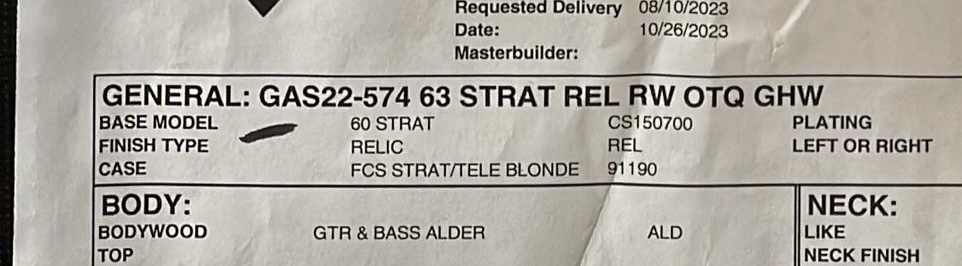 Requested Delivery 08/10/2023
Date: 10/26/2023
Masterbuilder:
GENERAL: GAS22-574 63 STRAT REL RW OTQ GHW
BASE MODEL 60 STRAT CS150700 PLATING
FINISH TYPE RELIC REL LEFT OR RIGHT
CASE FCS STRAT/TELE BLONDE 91190
BODY: NECK:
BODYWOOD GTR & BASS ALDER ALD LIKE
TOP NECK FINISH